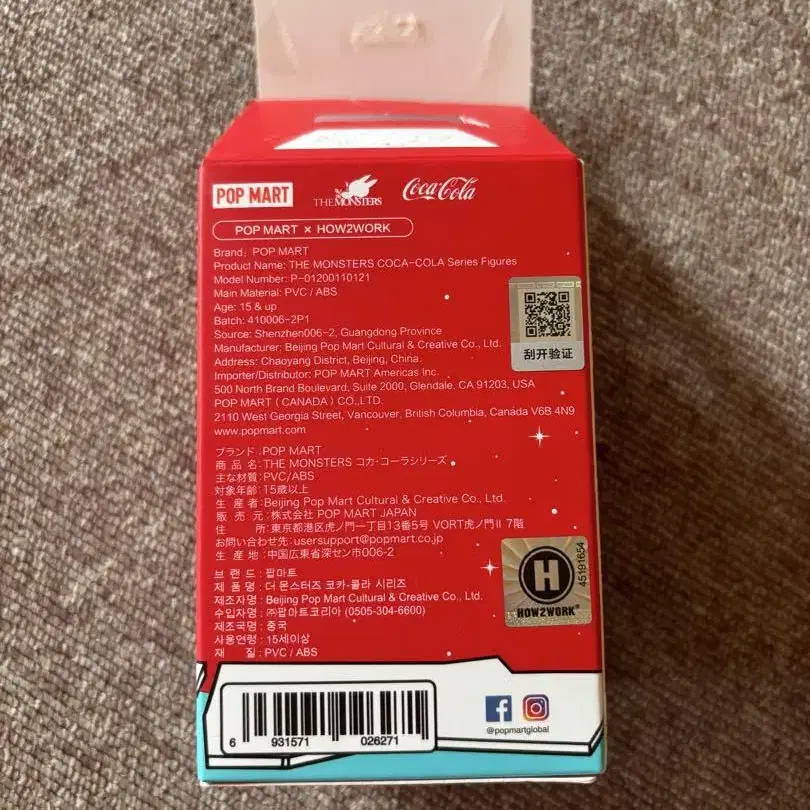 POP MART
THE MONSTERS
Coca-Cola
POP MART × HOW2WORK
Brand: POP MART
Product Name: THE MONSTERS COCA-COLA Series Figures
Model Number: P-01200110121
Main Material: PVC / ABS
Age: 15 & up
Batch: 410006-2P1
Source: Shenzhen006-2, Guangdong Province
Manufacturer: Beijing Pop Mart Cultural & Creative Co., Ltd.
Address: Chaoyang District, Beijing, China.
Importer/Distributor: POP MART Americas Inc.
500 North Brand Boulevard, Suite 2000, Glendale, CA 91203, USA
POP MART (CANADA) CO.,LTD.
2110 West Georgia Street, Vancouver, British Columbia, Canada V6B 4N9
www.popmart.com
刮开验证
ブランド：POP MART
商 品 名：THE MONSTERS コカ·コーラシリーズ
主な材質：PVC/ABS
対象年齢：15歳以上
生 産 者：Beijing Pop Mart Cultural & Creative Co., Ltd
販 売 元：株式会社 POP MART JAPAN
住 所：東京都港区虎ノ門一丁目13番5号 VORT虎ノ門Ⅱ 7階
お問い合わせ先：usersupport@popmart.co.jp
生 産 地：中国広東省深セン市006-2
45191654
H
HOW2WORK®
브 랜 드 : 팝마트
제 품 명 : 더 몬스터즈 코카-콜라 시리즈
제조자명 : Beijing Pop Mart Cultural & Creative Co., Ltd.
수입자명 : ㈜팝마트코리아 (0505-304-6600)
제조국명 : 중국
사용연령 : 15세이상
재 질 : PVC / ABS
6 931571 026271
@popmartglobal